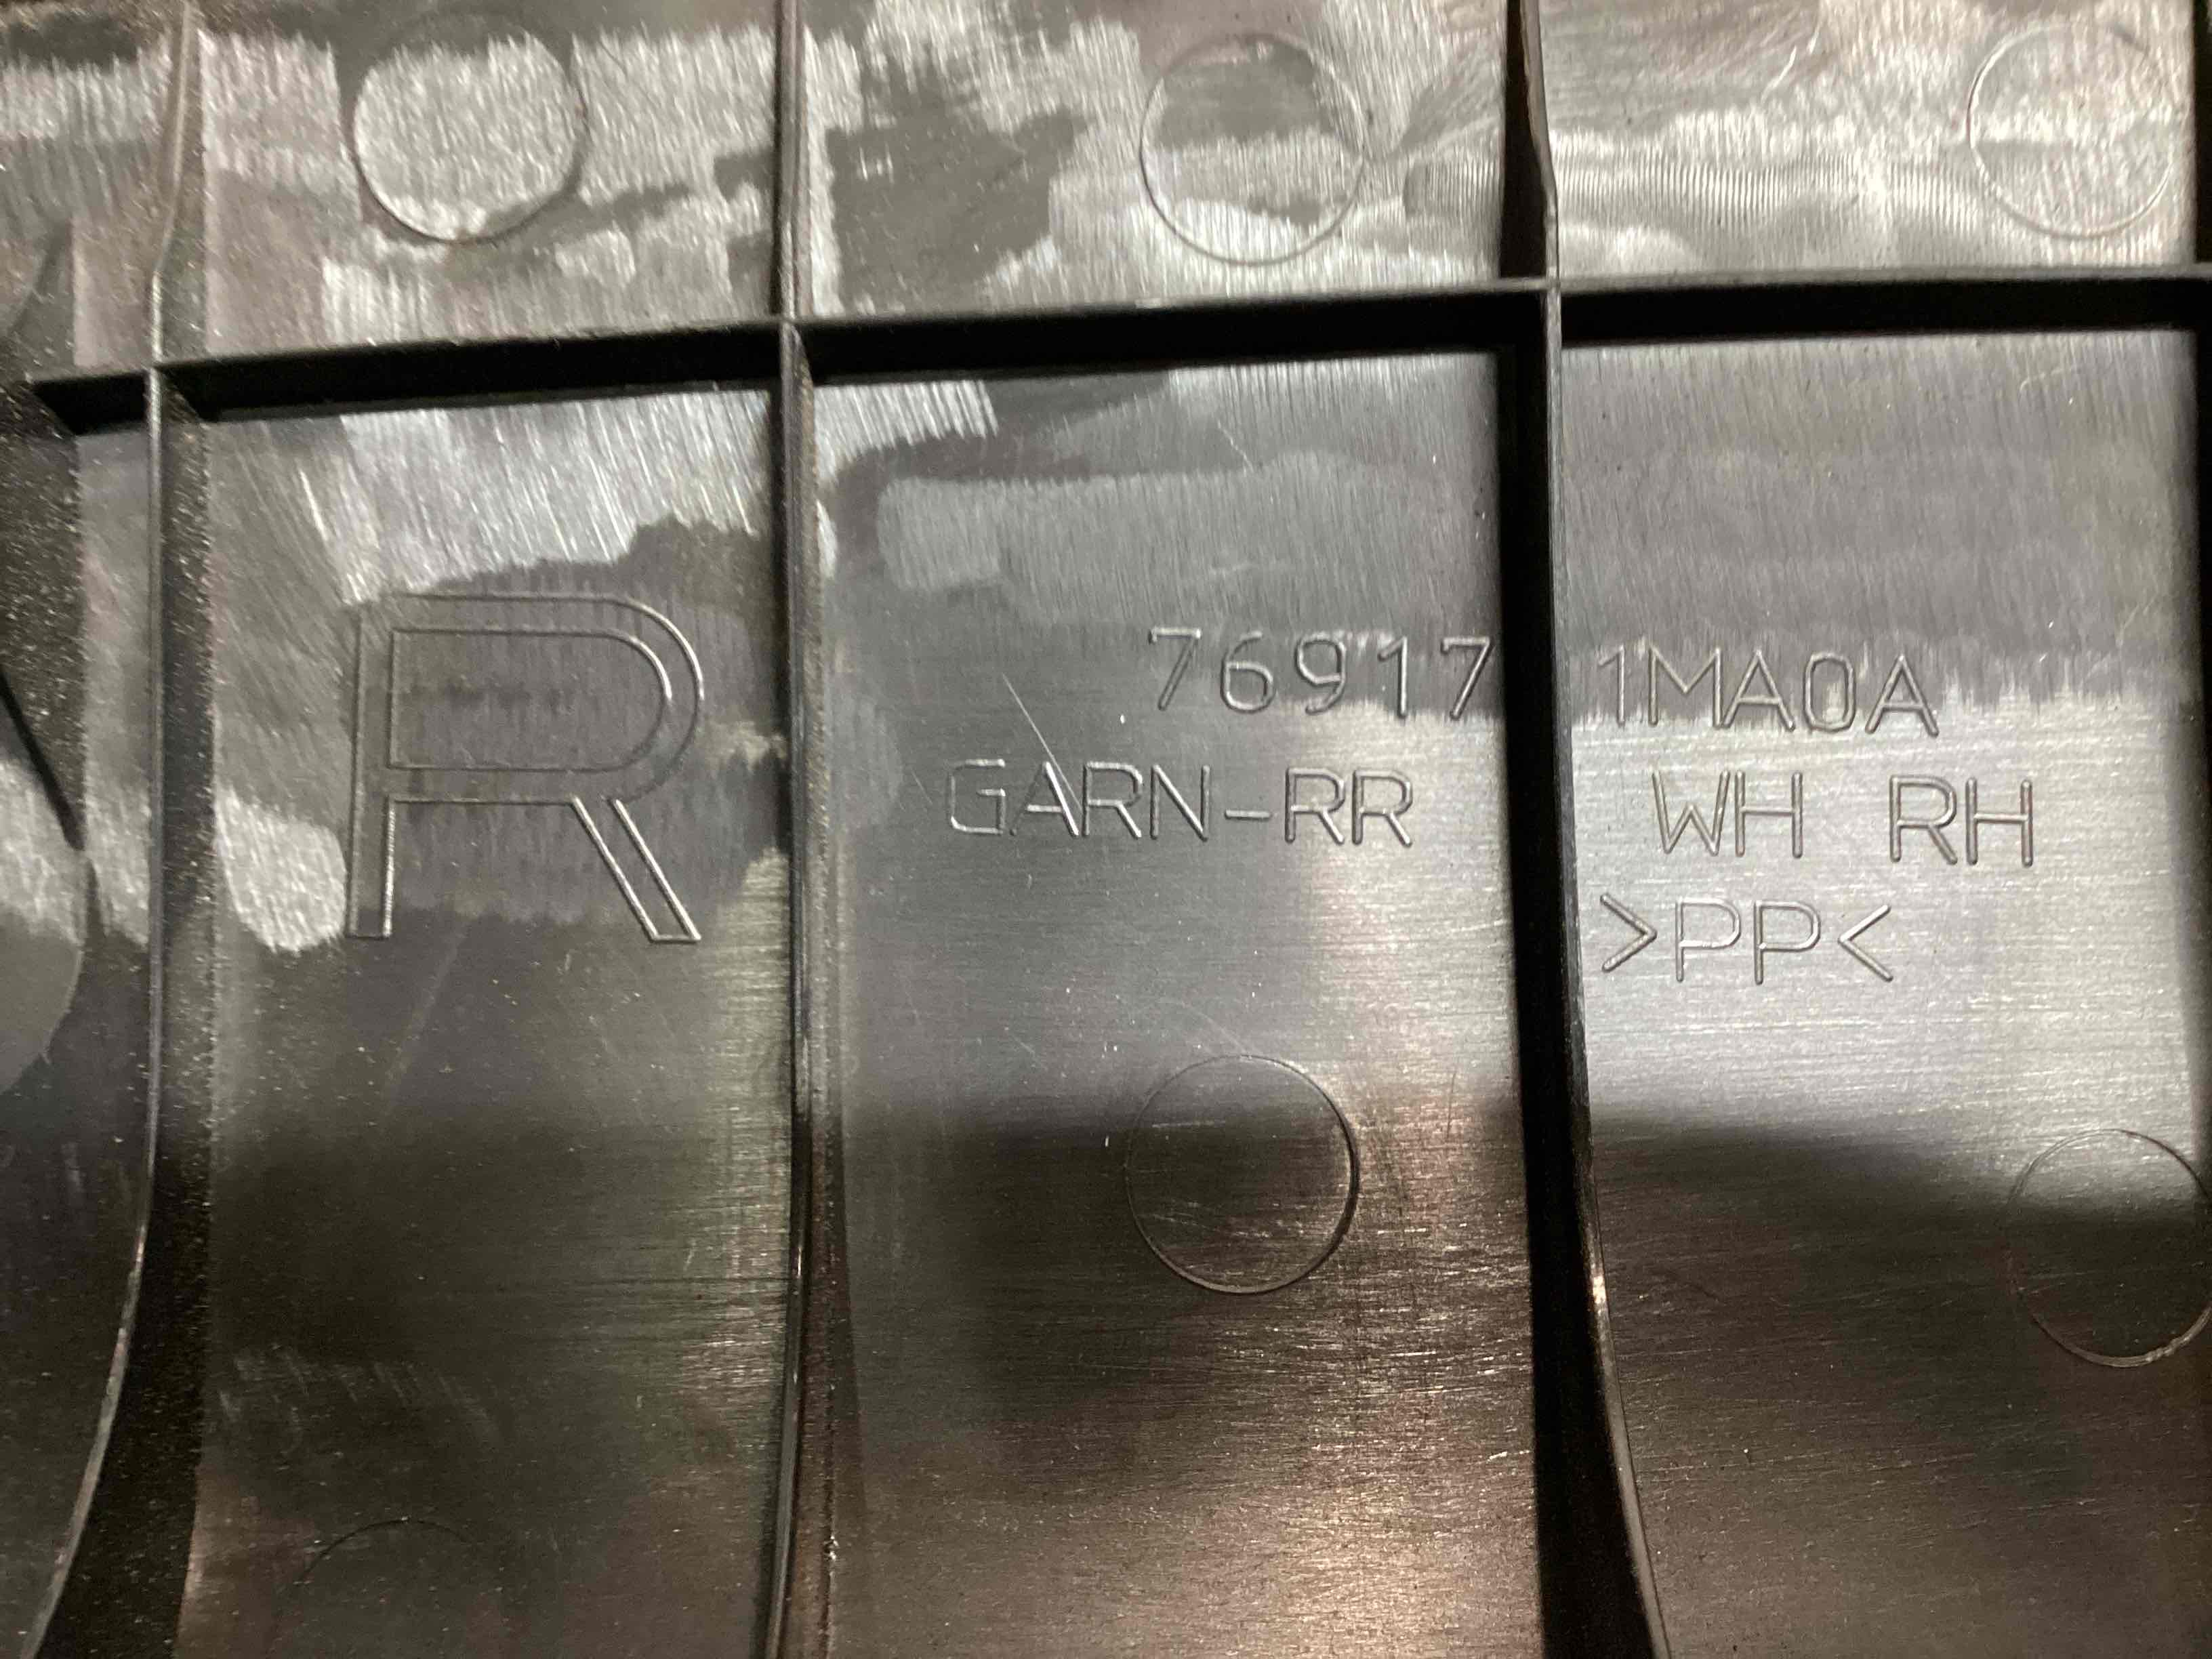 R
76917 1MA0A
GARN-RR WH RH
>PP<